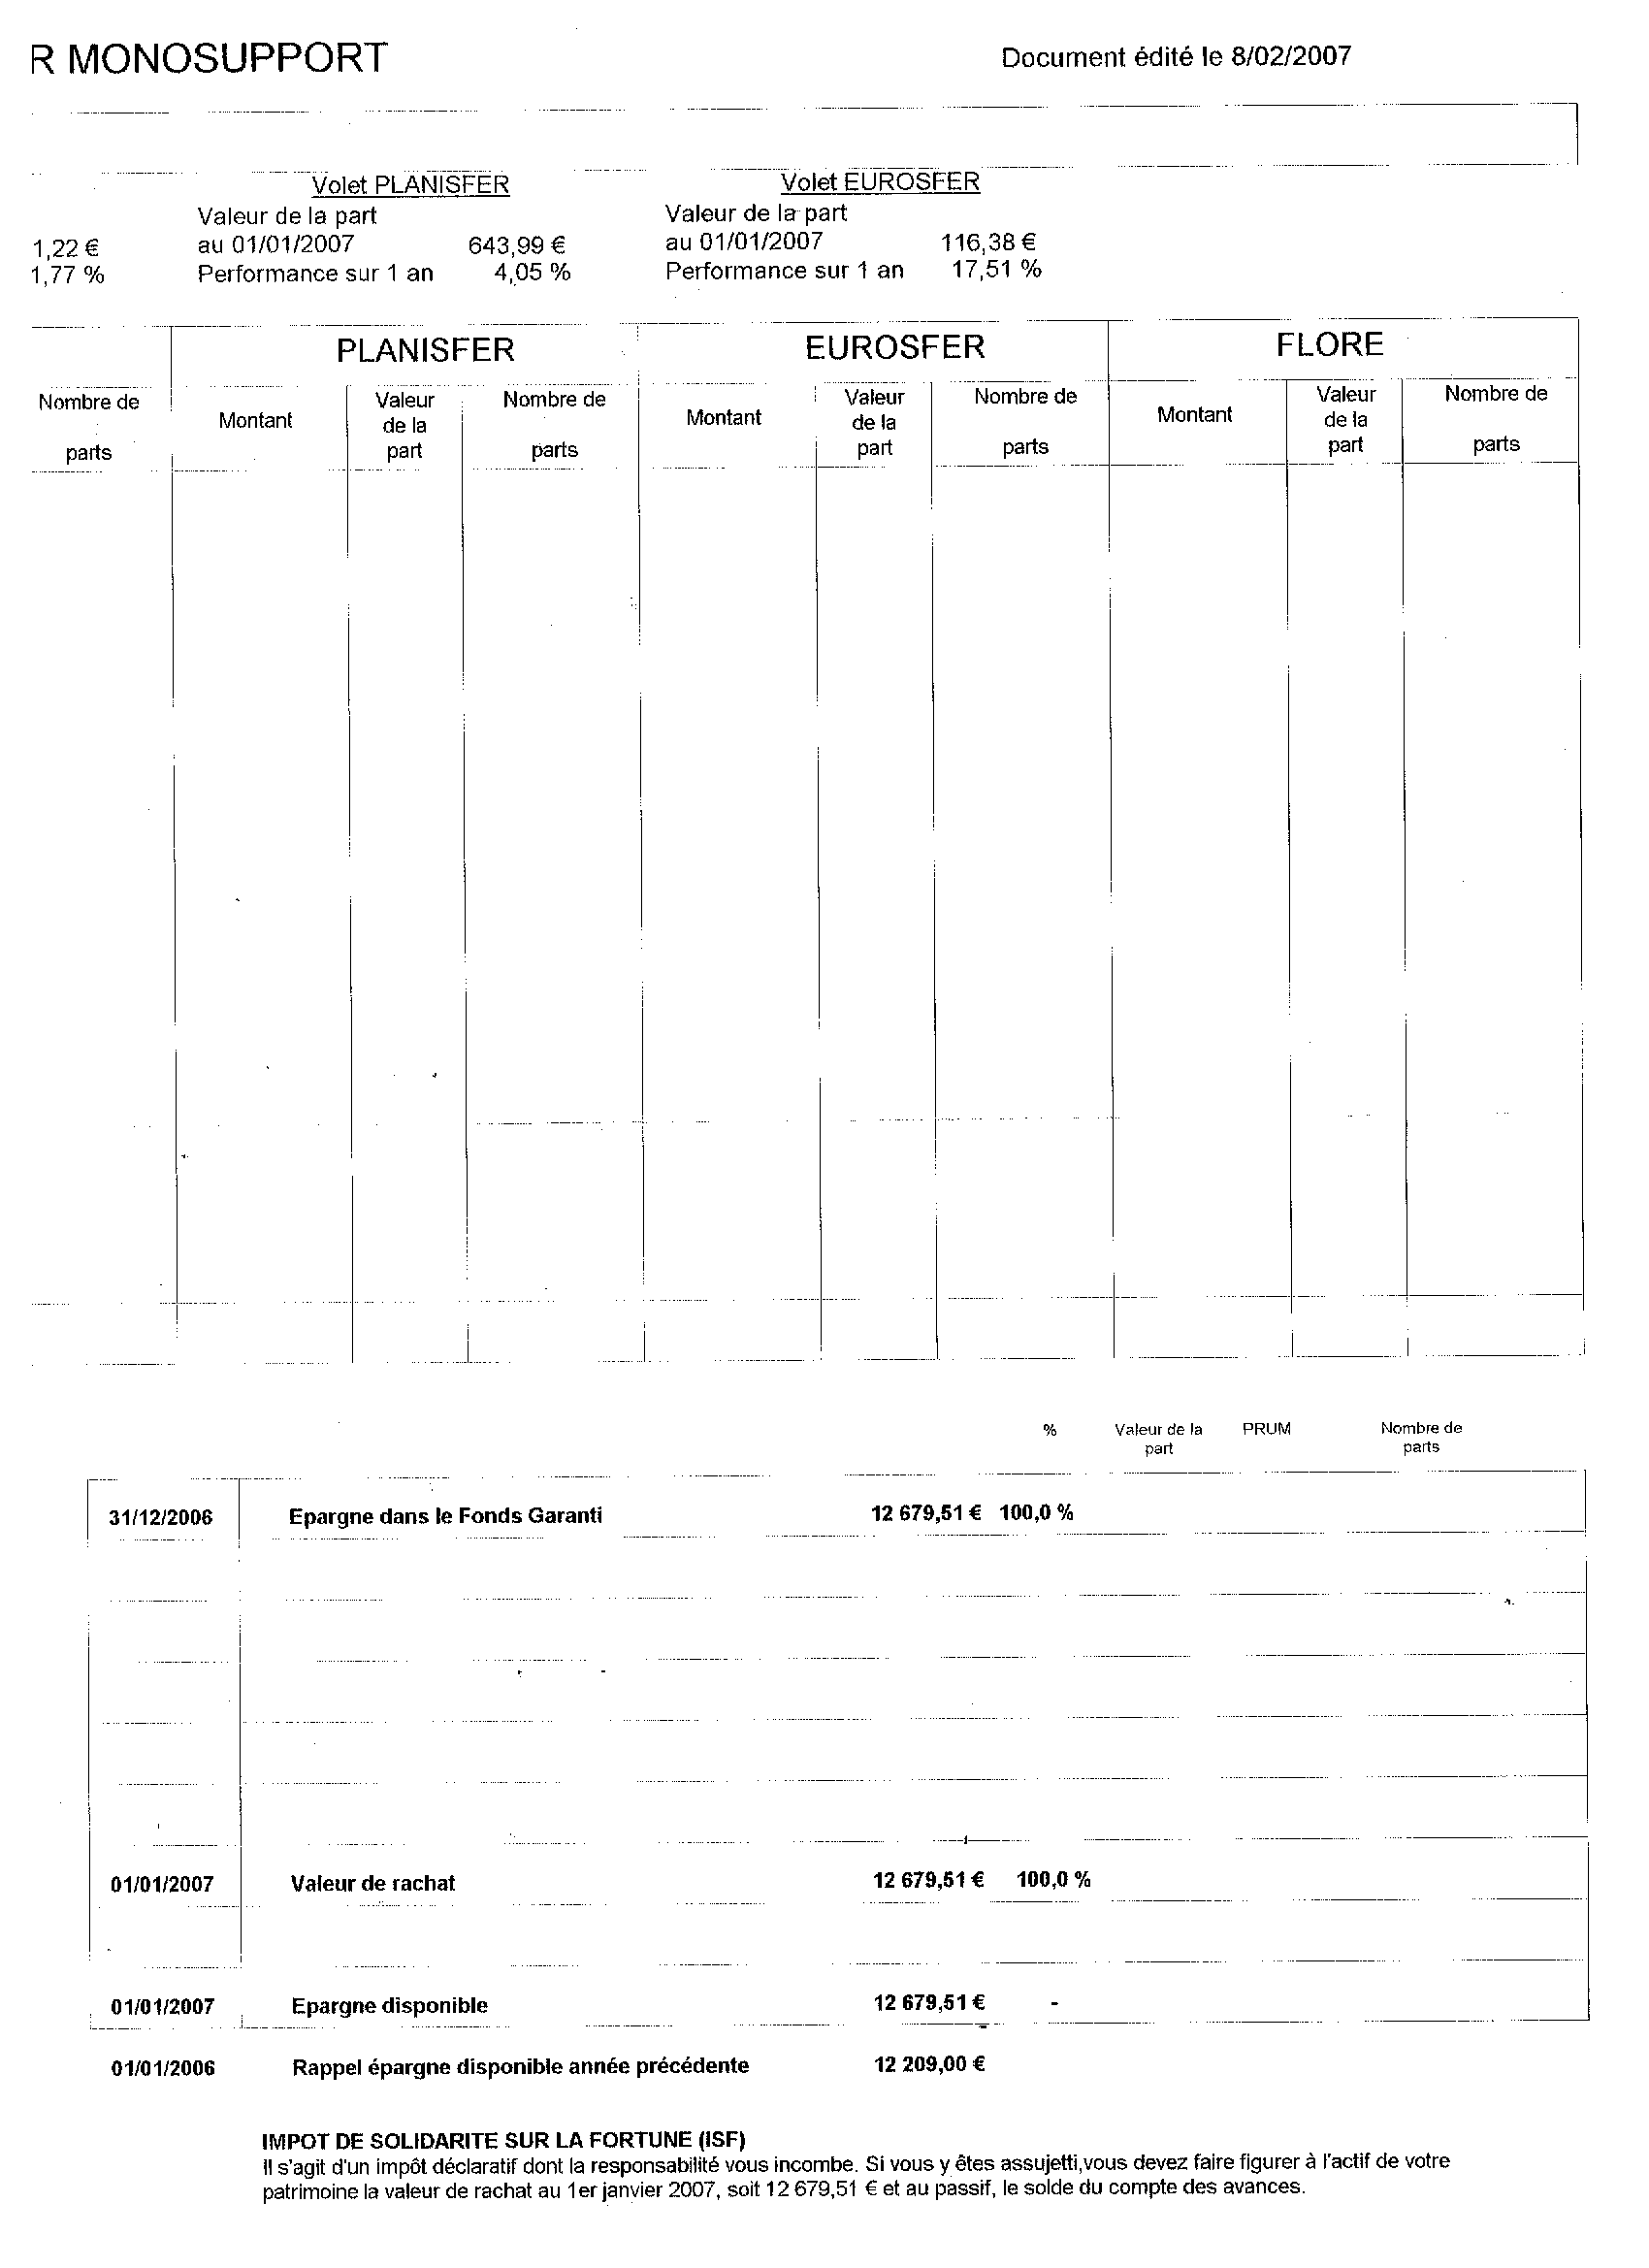 R MONOSUPPORT
Document édité le 8/02/2007
Volet PLANISFER
Volet EUROSFER
Valeur de la part
Valeur de la part
1,22 € au 01/01/2007 643,99 € au 01/01/2007 116,38 €
1,77 % Performance sur 1 an 4,05 % Performance sur 1 an 17,51 %
PLANISFER EUROSFER FLORE
Nombre de parts
Montant
Valeur de la part
Nombre de parts
Montant
Valeur de la part
Nombre de parts
Montant
Valeur de la part
Nombre de parts
% Valeur de la part PRUM Nombre de parts
31/12/2006 Epargne dans le Fonds Garanti 12 679,51 € 100,0 %
01/01/2007 Valeur de rachat 12 679,51 € 100,0 %
01/01/2007 Epargne disponible 12 679,51 € -
01/01/2006 Rappel épargne disponible année précédente 12 209,00 €
IMPOT DE SOLIDARITE SUR LA FORTUNE (ISF)
Il s'agit d'un impôt déclaratif dont la responsabilité vous incombe. Si vous y êtes assujetti,vous devez faire figurer à l'actif de votre
patrimoine la valeur de rachat au 1er janvier 2007, soit 12 679,51 € et au passif, le solde du compte des avances.